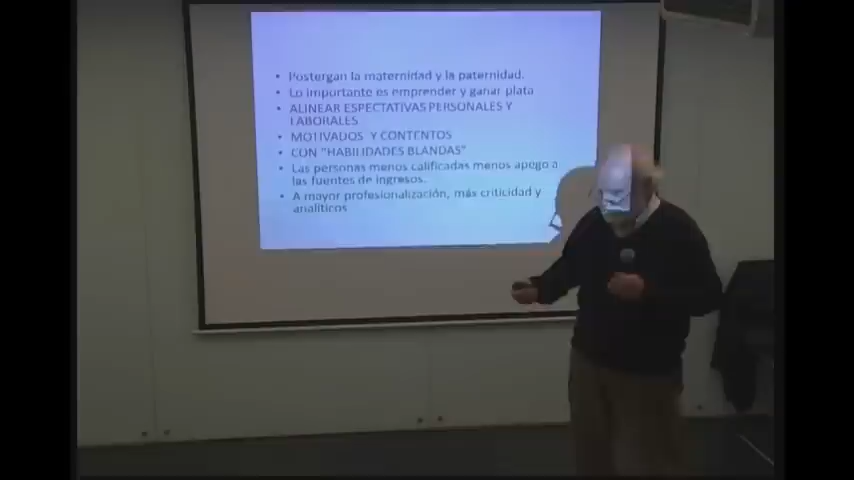 • Postergan la maternidad y la paternidad.
• Lo importante es emprender y ganar plata
• ALINEAR ESPECTATIVAS PERSONALES Y
LABORALES
• MOTIVADOS Y CONTENTOS
• CON "HABILIDADES BLANDAS"
• Las personas menos calificadas menos apego a
las fuentes de ingresos.
• A mayor profesionalización, más criticidad y
analíticos